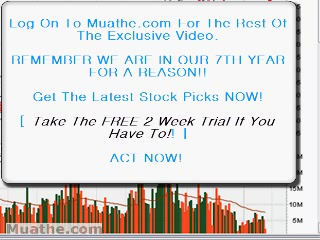 Log On To Muathe.com For The Rest Of
The Exclusive Video.
REMEMBER WE ARE IN OUR 7TH YEAR
FOR A REASON!!
Get The Latest Stock Picks NOW!
[ Take The FREE 2 Week Trial If You
Have To!! ]
ACT NOW!
15M
10M
5M
Muathe.com